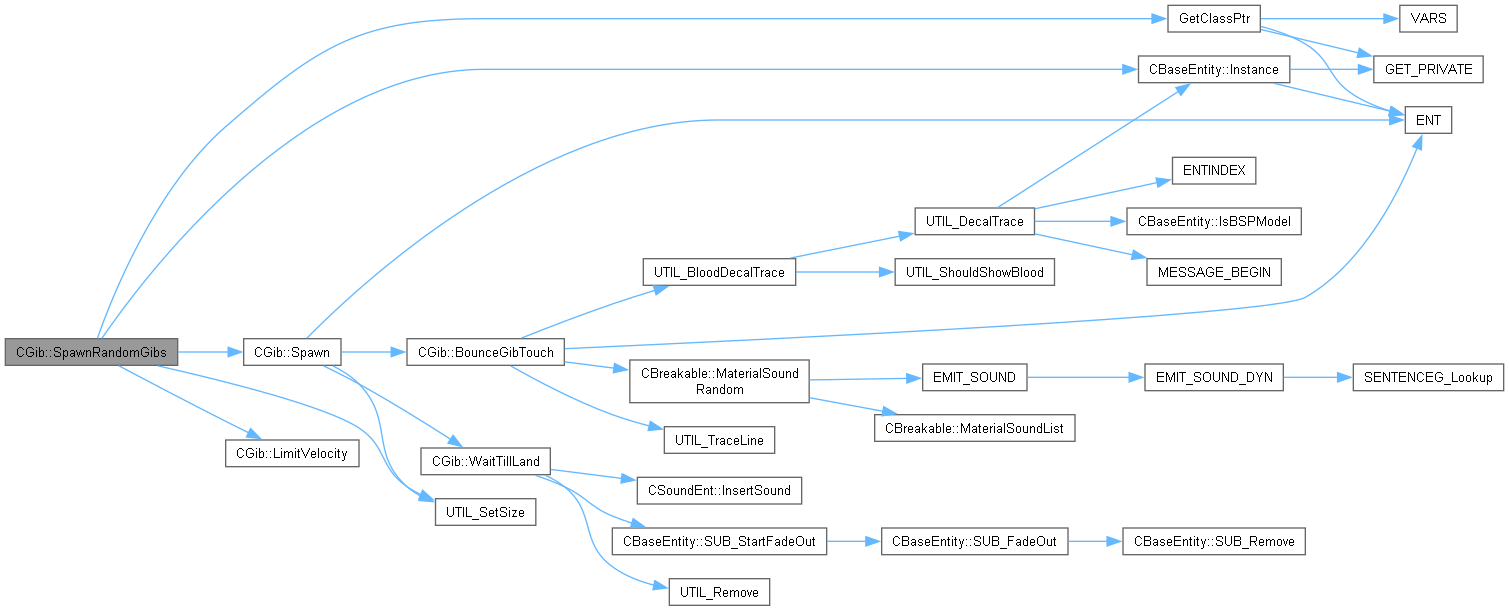 GetClassPtr
VARS
CBaseEntity::Instance
GET_PRIVATE
ENT
ENTINDEX
UTIL_DecalTrace
CBaseEntity::IsBSPModel
UTIL_BloodDecalTrace
UTIL_ShouldShowBlood
MESSAGE_BEGIN
CGib::SpawnRandomGibs
CGib::Spawn
CGib::BounceGibTouch
CBreakable::MaterialSound
Random
EMIT_SOUND
EMIT_SOUND_DYN
SENTENCEG_Lookup
CBreakable::MaterialSoundList
UTIL_TraceLine
CGib::LimitVelocity
CGib::WaitTillLand
CSoundEnt::InsertSound
UTIL_SetSize
CBaseEntity::SUB_StartFadeOut
CBaseEntity::SUB_FadeOut
CBaseEntity::SUB_Remove
UTIL_Remove